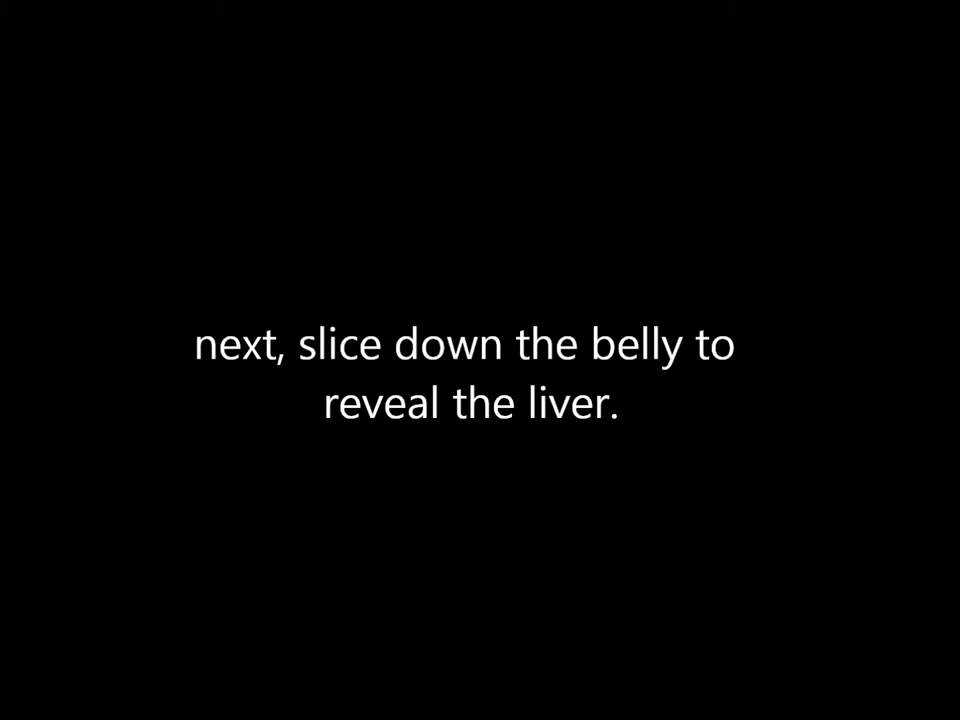 next, slice down the belly to
reveal the liver.